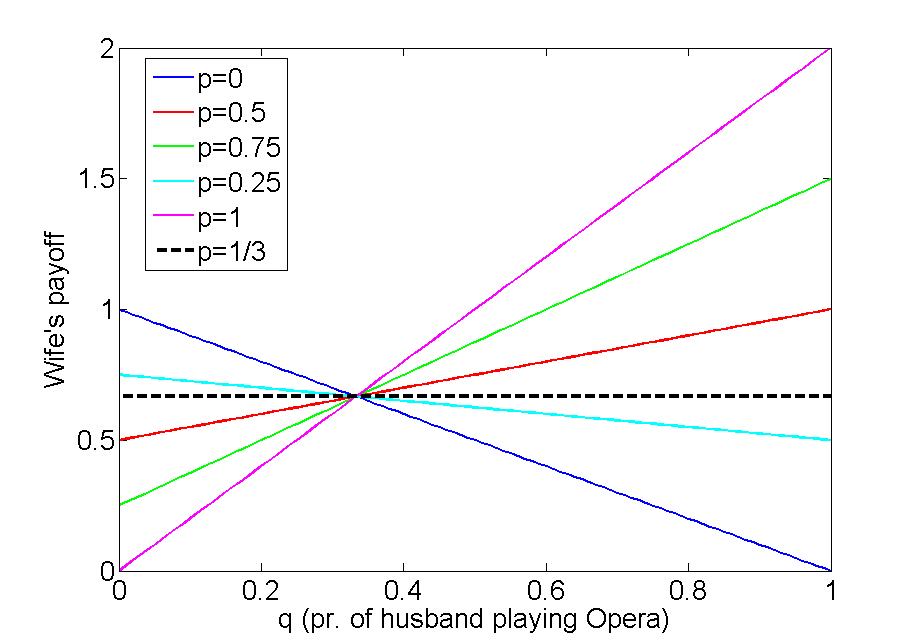 2
1.5
1
0.5
0
Wife's payoff
p=0
p=0.5
p=0.75
p=0.25
p=1
p=1/3
0 0.2 0.4 0.6 0.8 1
q (pr. of husband playing Opera)